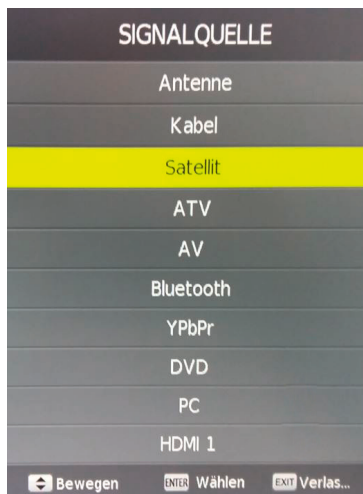 SIGNALQUELLE
Antenne
Kabel
Satellit
ATV
AV
Bluetooth
YPbPr
DVD
PC
HDMI 1
Bewegen ENTER Wählen EXIT Verlas...